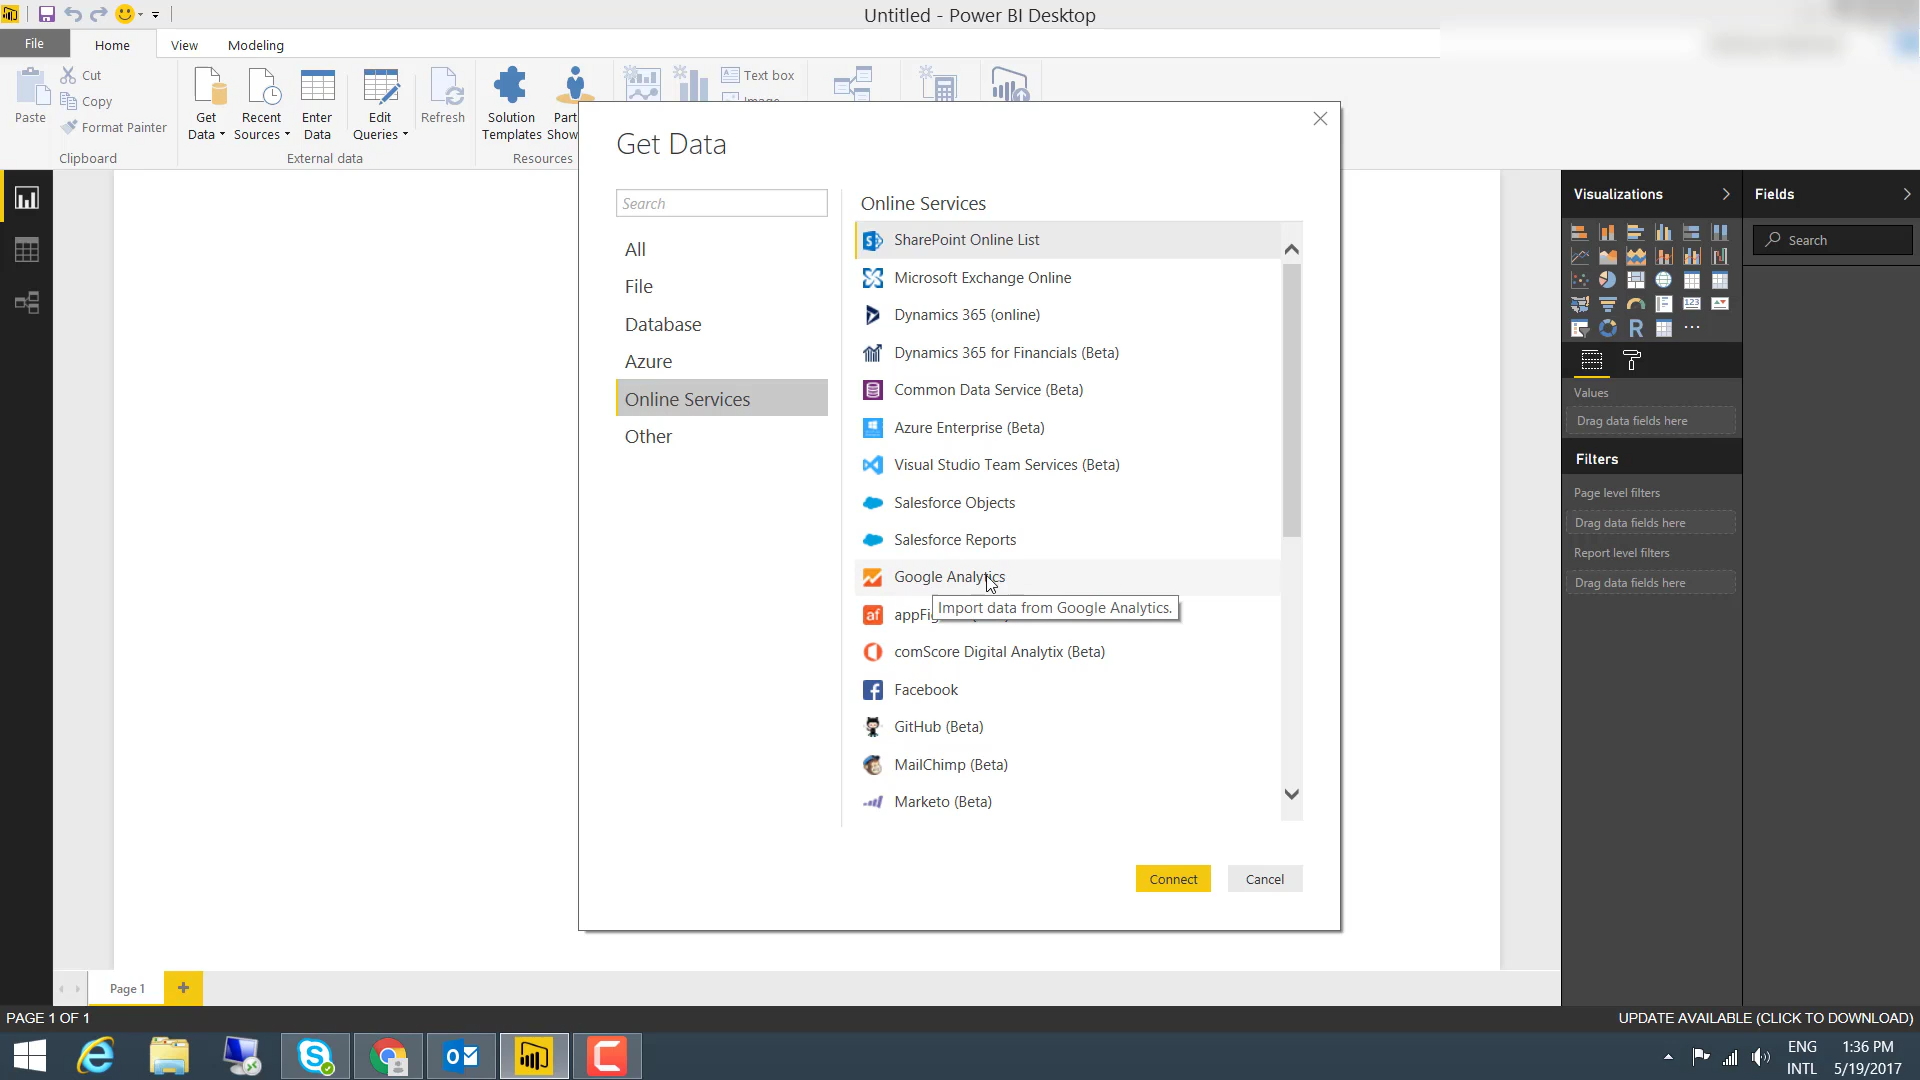 Untitled - Power BI Desktop
File
Home
View
Modeling
Paste
Cut
Copy
Format Painter
Clipboard
Get Data
Recent Sources
Enter Data
Edit Queries
Refresh
External data
Solution Templates
Part
Show
Resources
Text box
Get Data
Search
All
File
Database
Azure
Online Services
Other
Online Services
SharePoint Online List
Microsoft Exchange Online
Dynamics 365 (online)
Dynamics 365 for Financials (Beta)
Common Data Service (Beta)
Azure Enterprise (Beta)
Visual Studio Team Services (Beta)
Salesforce Objects
Salesforce Reports
Google Analytics
Import data from Google Analytics.
af
appFig
comScore Digital Analytix (Beta)
Facebook
GitHub (Beta)
MailChimp (Beta)
Marketo (Beta)
Connect
Cancel
Visualizations
Fields
Search
123
R
Values
Drag data fields here
Filters
Page level filters
Drag data fields here
Report level filters
Drag data fields here
Page 1
PAGE 1 OF 1
UPDATE AVAILABLE (CLICK TO DOWNLOAD)
ENG
INTL
1:36 PM
5/19/2017